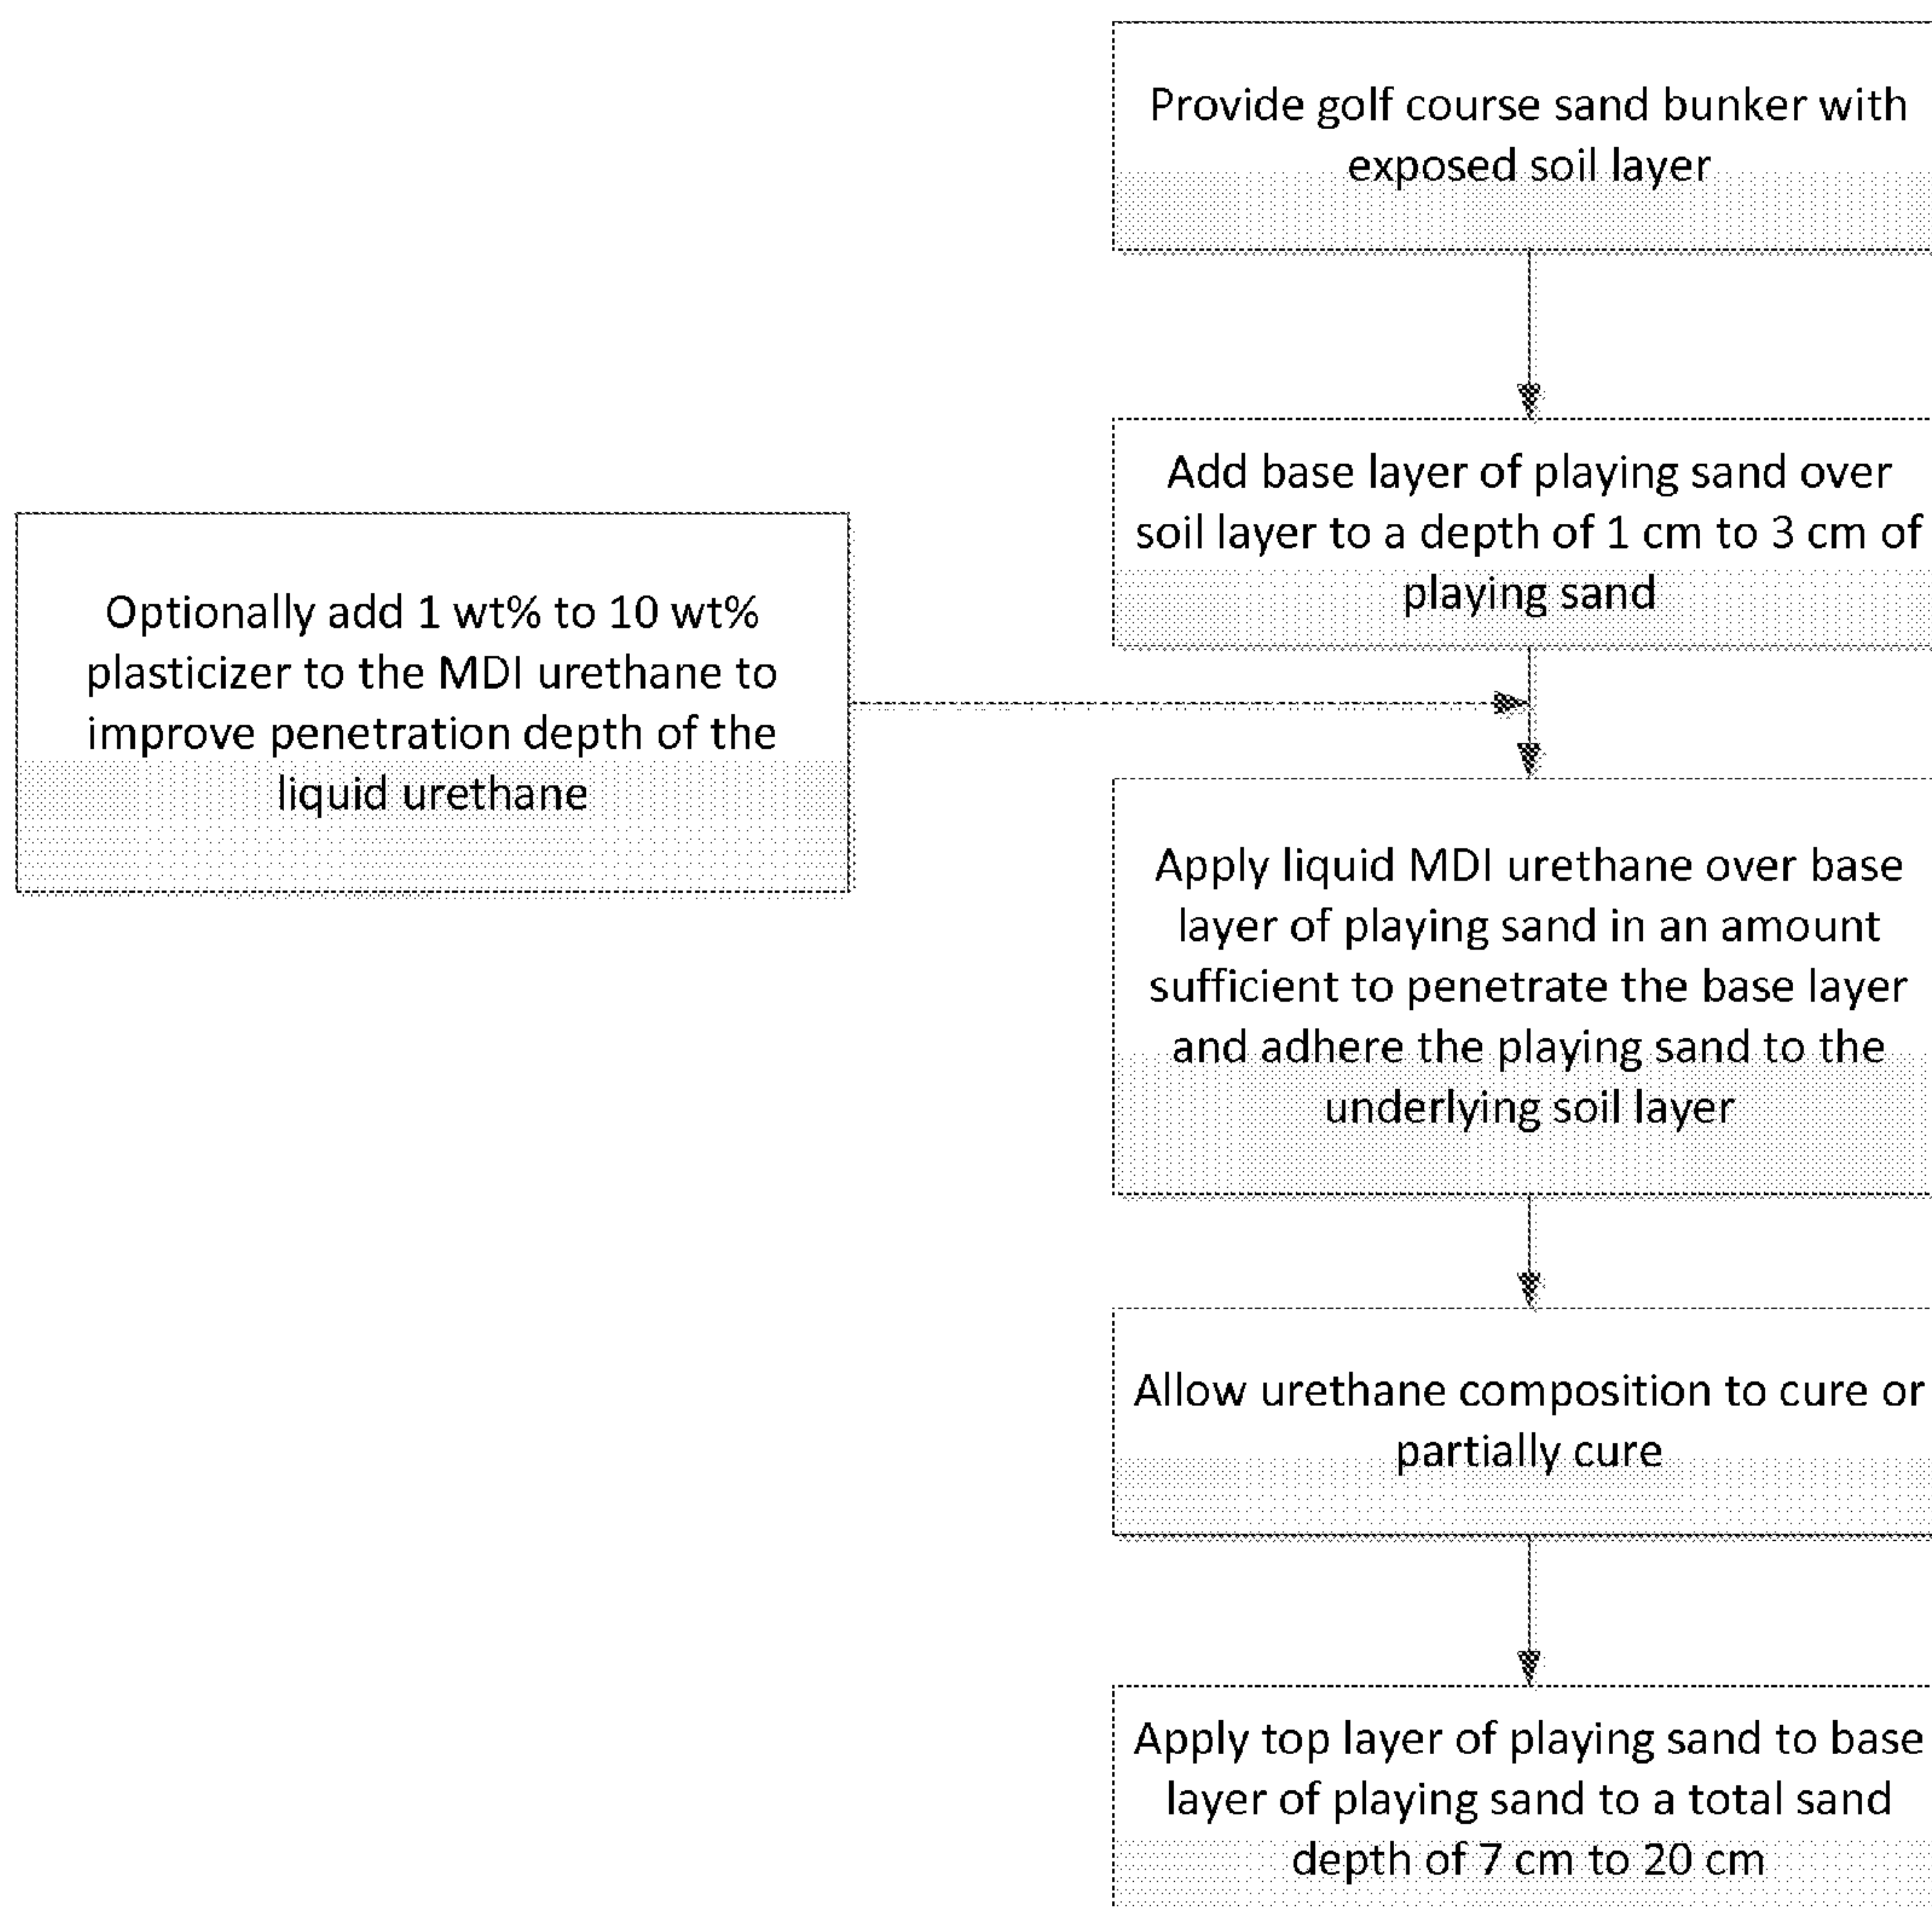 Provide golf course sand bunker with
exposed soil layer
Add base layer of playing sand over
soil layer to a depth of 1 cm to 3 cm of
playing sand
Optionally add 1 wt% to 10 wt%
plasticizer to the MDI urethane to
improve penetration depth of the
liquid urethane
Apply liquid MDI urethane over base
layer of playing sand in an amount
sufficient to penetrate the base layer
and adhere the playing sand to the
underlying soil layer
Allow urethane composition to cure or
partially cure
Apply top layer of playing sand to base
layer of playing sand to a total sand
depth of 7 cm to 20 cm